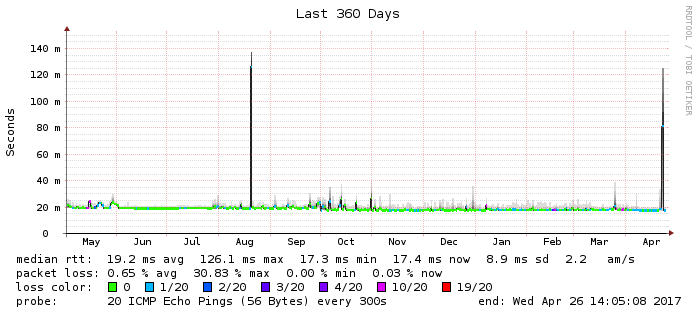 Last 360 Days
RRDTOOL / TOBI OETIKER
Seconds
140 m
120 m
100 m
80 m
60 m
40 m
20 m
0
May Jun Jul Aug Sep Oct Nov Dec Jan Feb Mar Apr
median rtt: 19.2 ms avg 126.1 ms max 17.3 ms min 17.4 ms now 8.9 ms sd 2.2 am/s
packet loss: 0.65 % avg 30.83 % max 0.00 % min 0.03 % now
loss color: 0 1/20 2/20 3/20 4/20 10/20 19/20
probe: 20 ICMP Echo Pings (56 Bytes) every 300s end: Wed Apr 26 14:05:08 2017